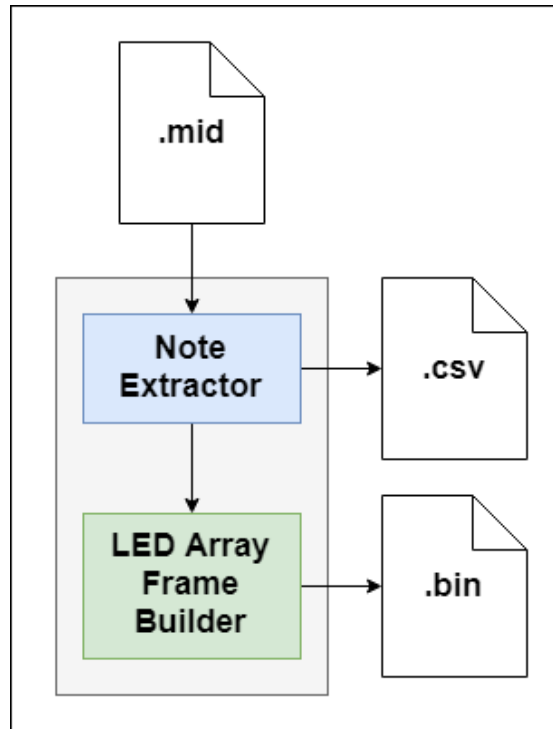 .mid
Note
Extractor
.csv
LED Array
Frame
Builder
.bin